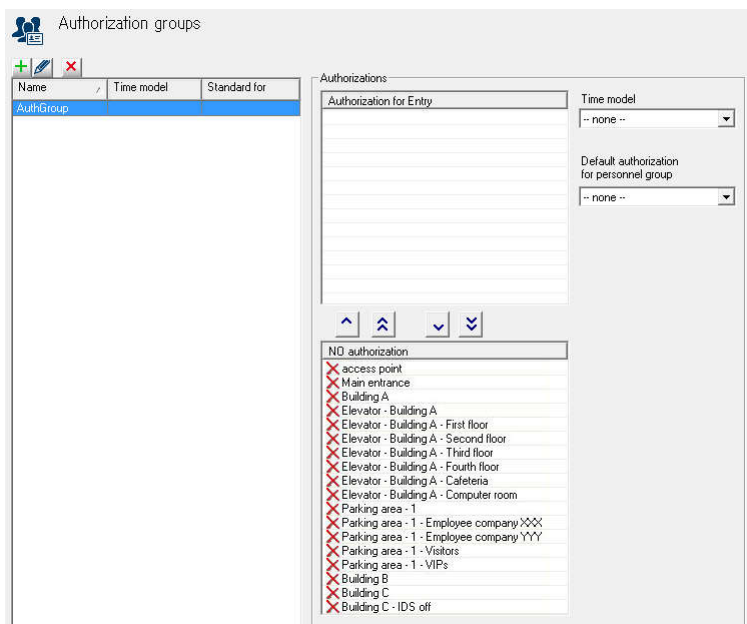 Authorization groups
Name
Time model
Standard for
AuthGroup
Authorizations
Authorization for Entry
Time model
-- none --
Default authorization
for personnel group
-- none --
NO authorization
access point
Main entrance
Building A
Elevator - Building A
Elevator - Building A - First floor
Elevator - Building A - Second floor
Elevator - Building A - Third floor
Elevator - Building A - Fourth floor
Elevator - Building A - Cafeteria
Elevator - Building A - Computer room
Parking area - 1
Parking area - 1 - Employee company XXX
Parking area - 1 - Employee company YYY
Parking area - 1 - Visitors
Parking area - 1 - VIPs
Building B
Building C
Building C - IDS off